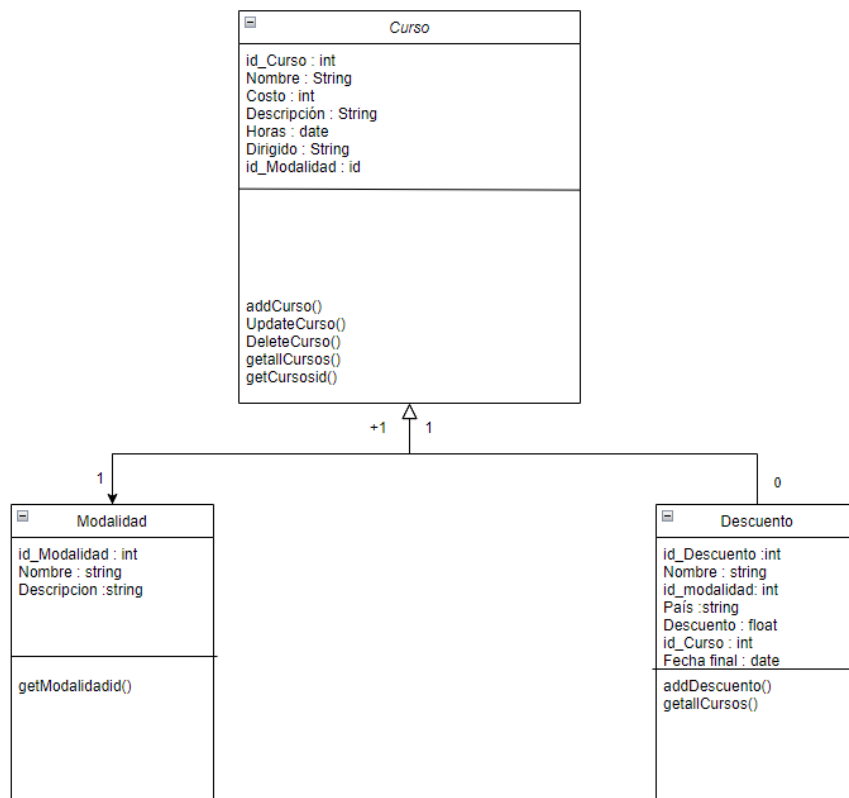 Curso
id_Curso : int
Nombre : String
Costo : int
Descripción : String
Horas : date
Dirigido : String
id_Modalidad : id
addCurso()
UpdateCurso()
DeleteCurso()
getallCursos()
getCursosid()
+1
1
1
0
Modalidad
id_Modalidad : int
Nombre : string
Descripcion :string
getModalidadid()
Descuento
id_Descuento :int
Nombre : string
id_modalidad: int
País :string
Descuento : float
id_Curso : int
Fecha final : date
addDescuento()
getallCursos()